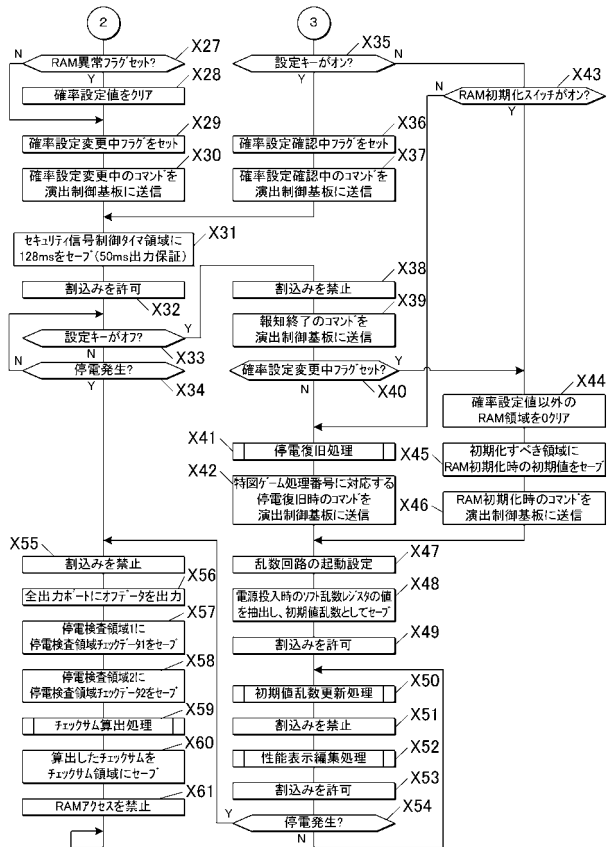 2
RAM異常フラグセット?
X27
N
Y
X28
確率設定値をクリア
X29
確率設定変更中フラグをセット
X30
確率設定変更中のコマンドを
演出制御基板に送信
3
設定キーがオン?
X35
N
Y
X36
確率設定確認中フラグをセット
X37
確率設定確認中のコマンドを
演出制御基板に送信
X43
RAM初期化スイッチがオン?
N
Y
X31
セキュリティ信号制御タイマ領域に
128msをセーブ(50ms出力保証)
割込みを許可
X32
設定キーがオフ?
Y
N
X33
停電発生?
N
Y
X34
X38
割込みを禁止
X39
報知終了のコマンドを
演出制御基板に送信
確率設定変更中フラグセット?
Y
N
X40
X41
停電復旧処理
X42
特図ゲーム処理番号に対応する
停電復旧時のコマンドを
演出制御基板に送信
X44
確率設定値以外の
RAM領域を0クリア
X45
初期化すべき領域に
RAM初期化時の初期値をセーブ
X46
RAM初期化時のコマンドを
演出制御基板に送信
X55
割込みを禁止
X56
全出力ポートにオフデータを出力
X57
停電検査領域1に
停電検査領域チェックデータ1をセーブ
X58
停電検査領域2に
停電検査領域チェックデータ2をセーブ
X59
チェックサム算出処理
X60
算出したチェックサムを
チェックサム領域にセーブ
X61
RAMアクセスを禁止
乱数回路の起動設定
X47
X48
電源投入時のソフト乱数レジスタの値
を抽出し、初期値乱数としてセーブ
X49
割込みを許可
X50
初期値乱数更新処理
X51
割込みを禁止
X52
性能表示編集処理
X53
割込みを許可
X54
停電発生?
Y
N